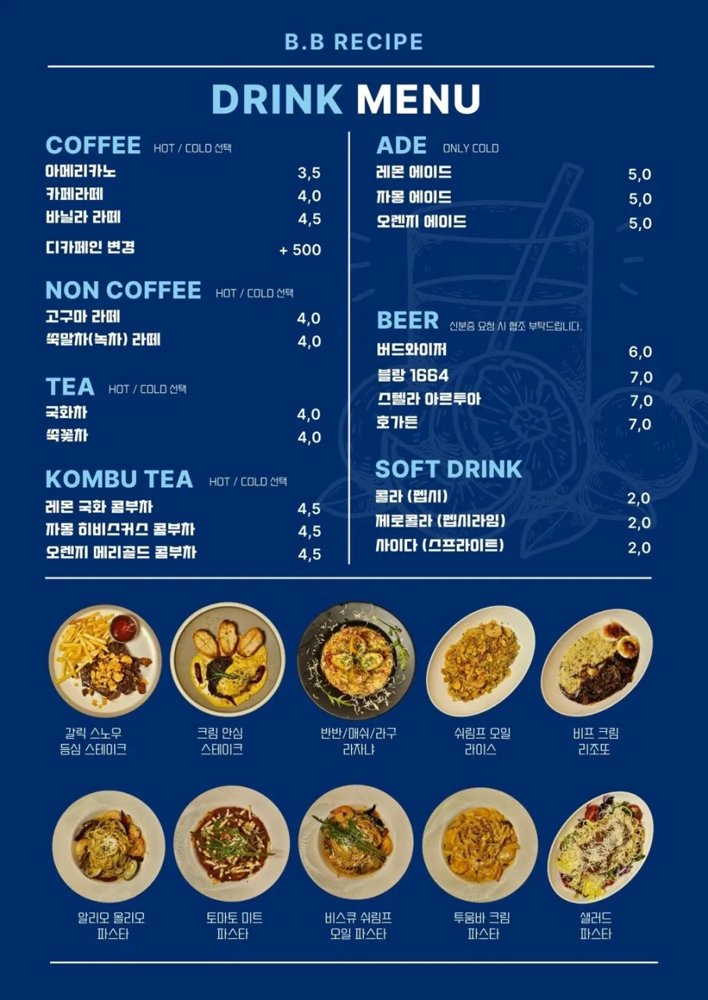 B.B RECIPE
DRINK MENU
COFFEE HOT / COLD 선택
아메리카노 3,5
카페라떼 4,0
바닐라 라떼 4,5
디카페인 변경 + 500
NON COFFEE HOT / COLD 선택
고구마 라떼 4,0
쑥말차(녹차) 라떼 4,0
TEA HOT / COLD 선택
국화차 4,0
쑥꽃차 4,0
KOMBU TEA HOT / COLD 선택
레몬 국화 콤부차 4,5
자몽 히비스커스 콤부차 4,5
오렌지 메리골드 콤부차 4,5
ADE ONLY COLD
레몬 에이드 5,0
자몽 에이드 5,0
오렌지 에이드 5,0
BEER 신분증 요청 시 협조 부탁드립니다.
버드와이저 6,0
블랑 1664 7,0
스텔라 아르투아 7,0
호가든 7,0
SOFT DRINK
콜라 (펩시) 2,0
제로콜라 (펩시라임) 2,0
사이다 (스프라이트) 2,0
갈릭 스노우
등심 스테이크
크림 안심
스테이크
반반/매쉬/라구
라자냐
쉬림프 오일
라이스
비프 크림
리조또
알리오 올리오
파스타
토마토 미트
파스타
비스큐 쉬림프
오일 파스타
투움바 크림
파스타
샐러드
파스타